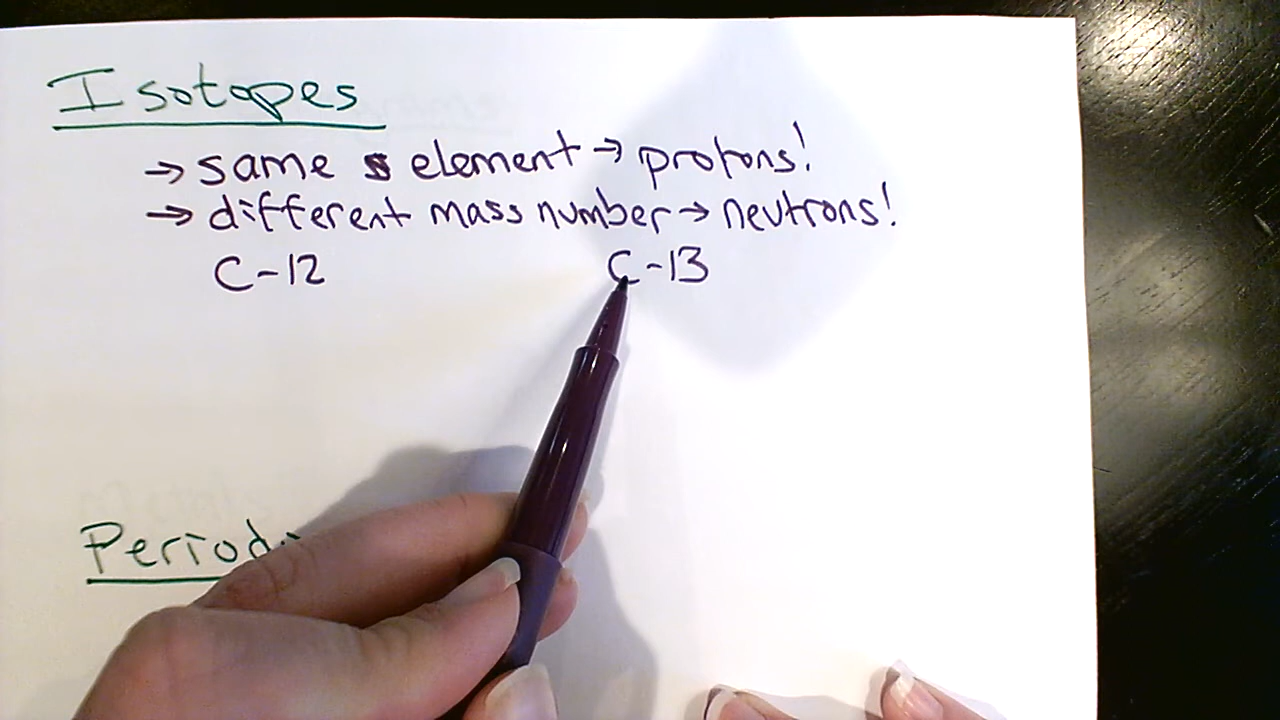 Isotopes
→ same element → protons!
→ different mass number → neutrons!
C-12 C-13